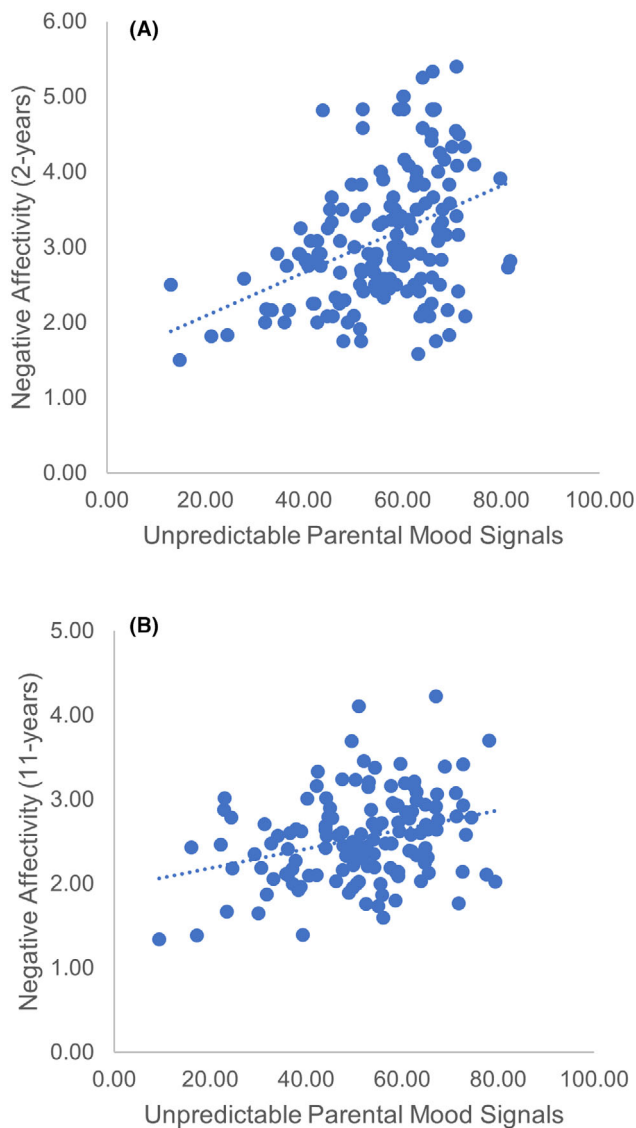 (A)
6.00
5.00
4.00
3.00
2.00
1.00
0.00
Negative Affectivity (2-years)
0.00 20.00 40.00 60.00 80.00 100.00
Unpredictable Parental Mood Signals
(B)
5.00
4.00
3.00
2.00
1.00
0.00
Negative Affectivity (11-years)
0.00 20.00 40.00 60.00 80.00 100.00
Unpredictable Parental Mood Signals